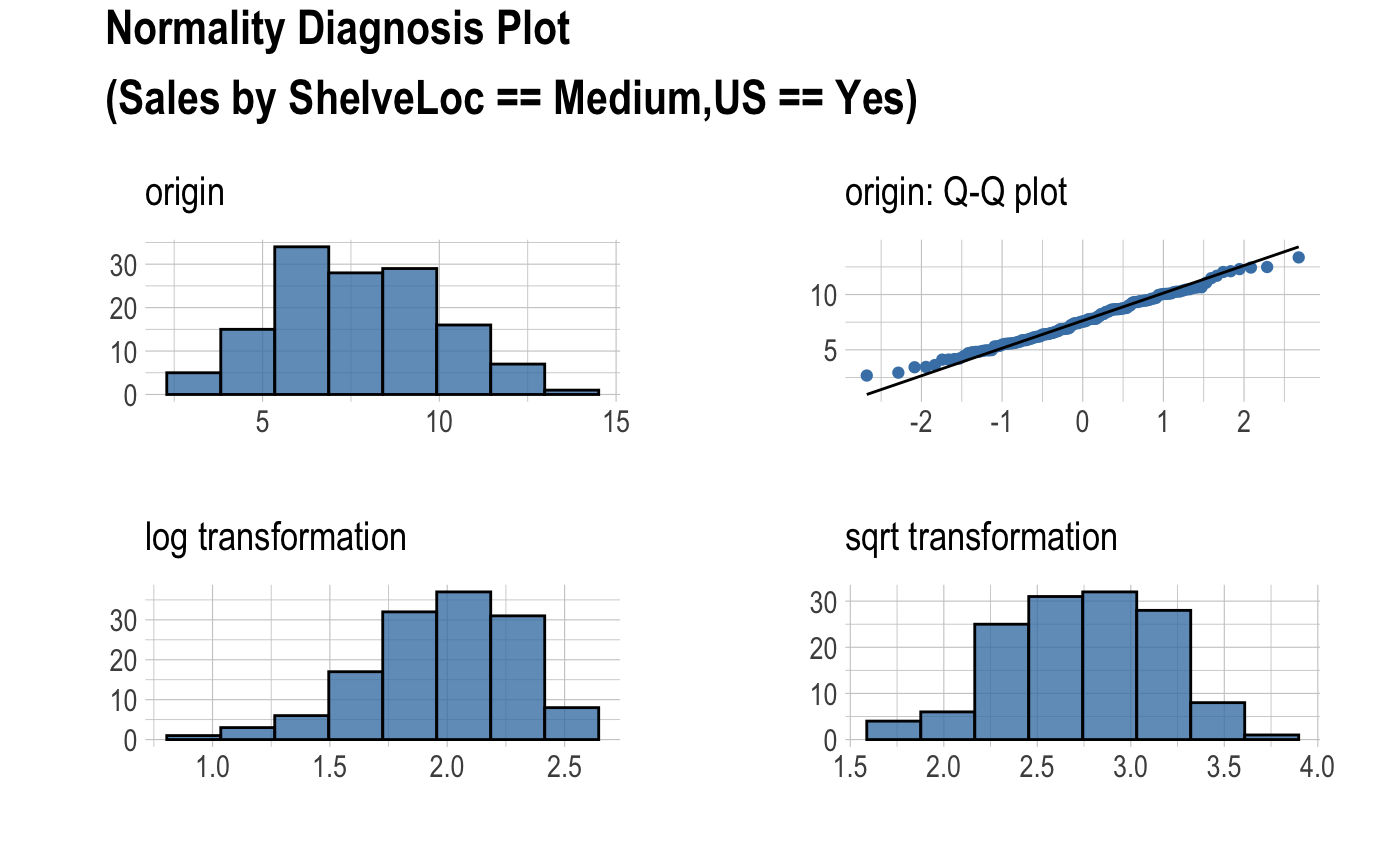 Normality Diagnosis Plot
(Sales by ShelveLoc == Medium,US == Yes)
origin
30
20
10
0
5 10 15
origin: Q-Q plot
10
5
-2 -1 0 1 2
log transformation
30
20
10
0
1.0 1.5 2.0 2.5
sqrt transformation
30
20
10
0
1.5 2.0 2.5 3.0 3.5 4.0